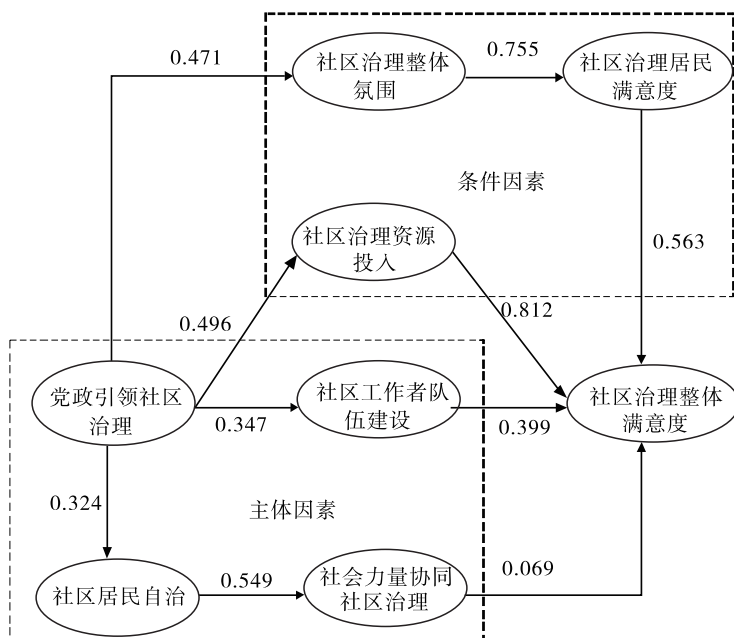 0.471
社区治理整体
氛围
0.755
社区治理居民
满意度
条件因素
社区治理资源
投入
0.563
0.496
0.812
党政引领社区
治理
0.347
社区工作者队
伍建设
0.399
社区治理整体
满意度
0.324
主体因素
社区居民自治
0.549
社会力量协同
社区治理
0.069